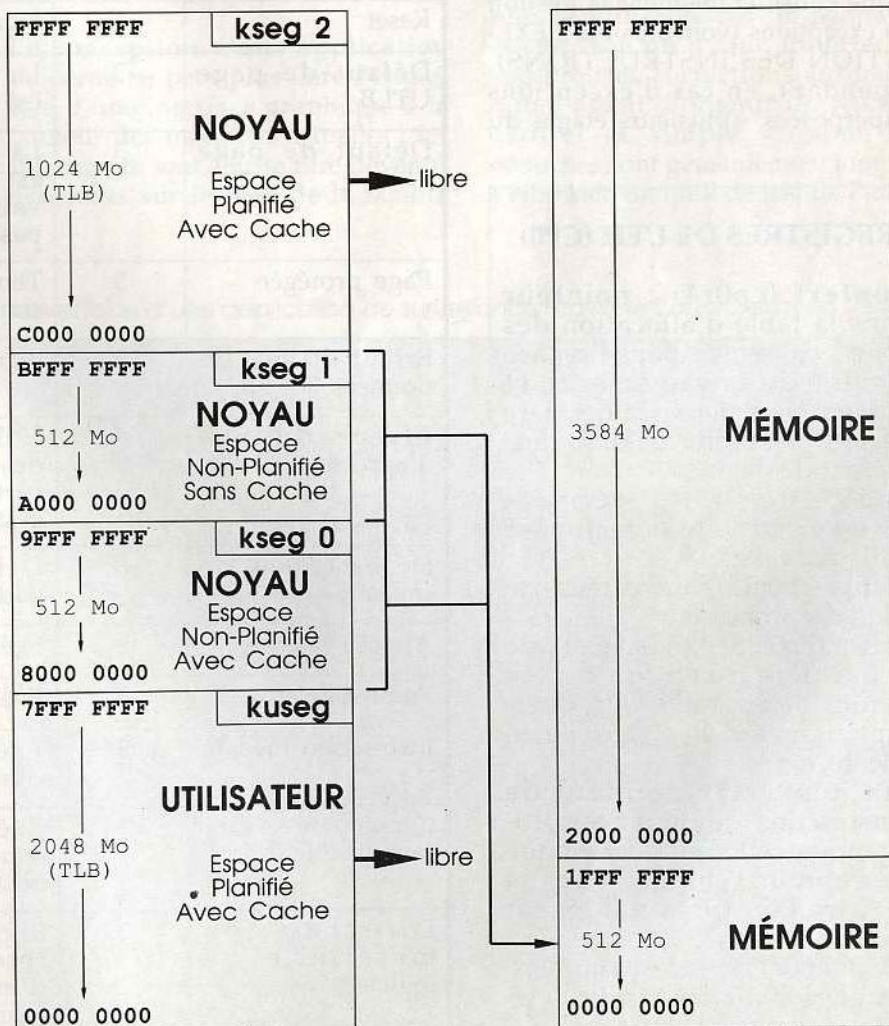 FFFF FFFF
kseg 2
NOYAU
1024 Mo
(TLB)
Espace
Planifié
Avec Cache
libre
C000 0000
BFFF FFFF
kseg 1
NOYAU
512 Mo
Espace
Non-Planifié
Sans Cache
A000 0000
9FFF FFFF
kseg 0
NOYAU
512 Mo
Espace
Non-Planifié
Avec Cache
8000 0000
7FFF FFFF
kuseg
UTILISATEUR
2048 Mo
(TLB)
Espace
Planifié
Avec Cache
libre
0000 0000
FFFF FFFF
3584 Mo
MÉMOIRE
2000 0000
1FFF FFFF
512 Mo
MÉMOIRE
0000 0000